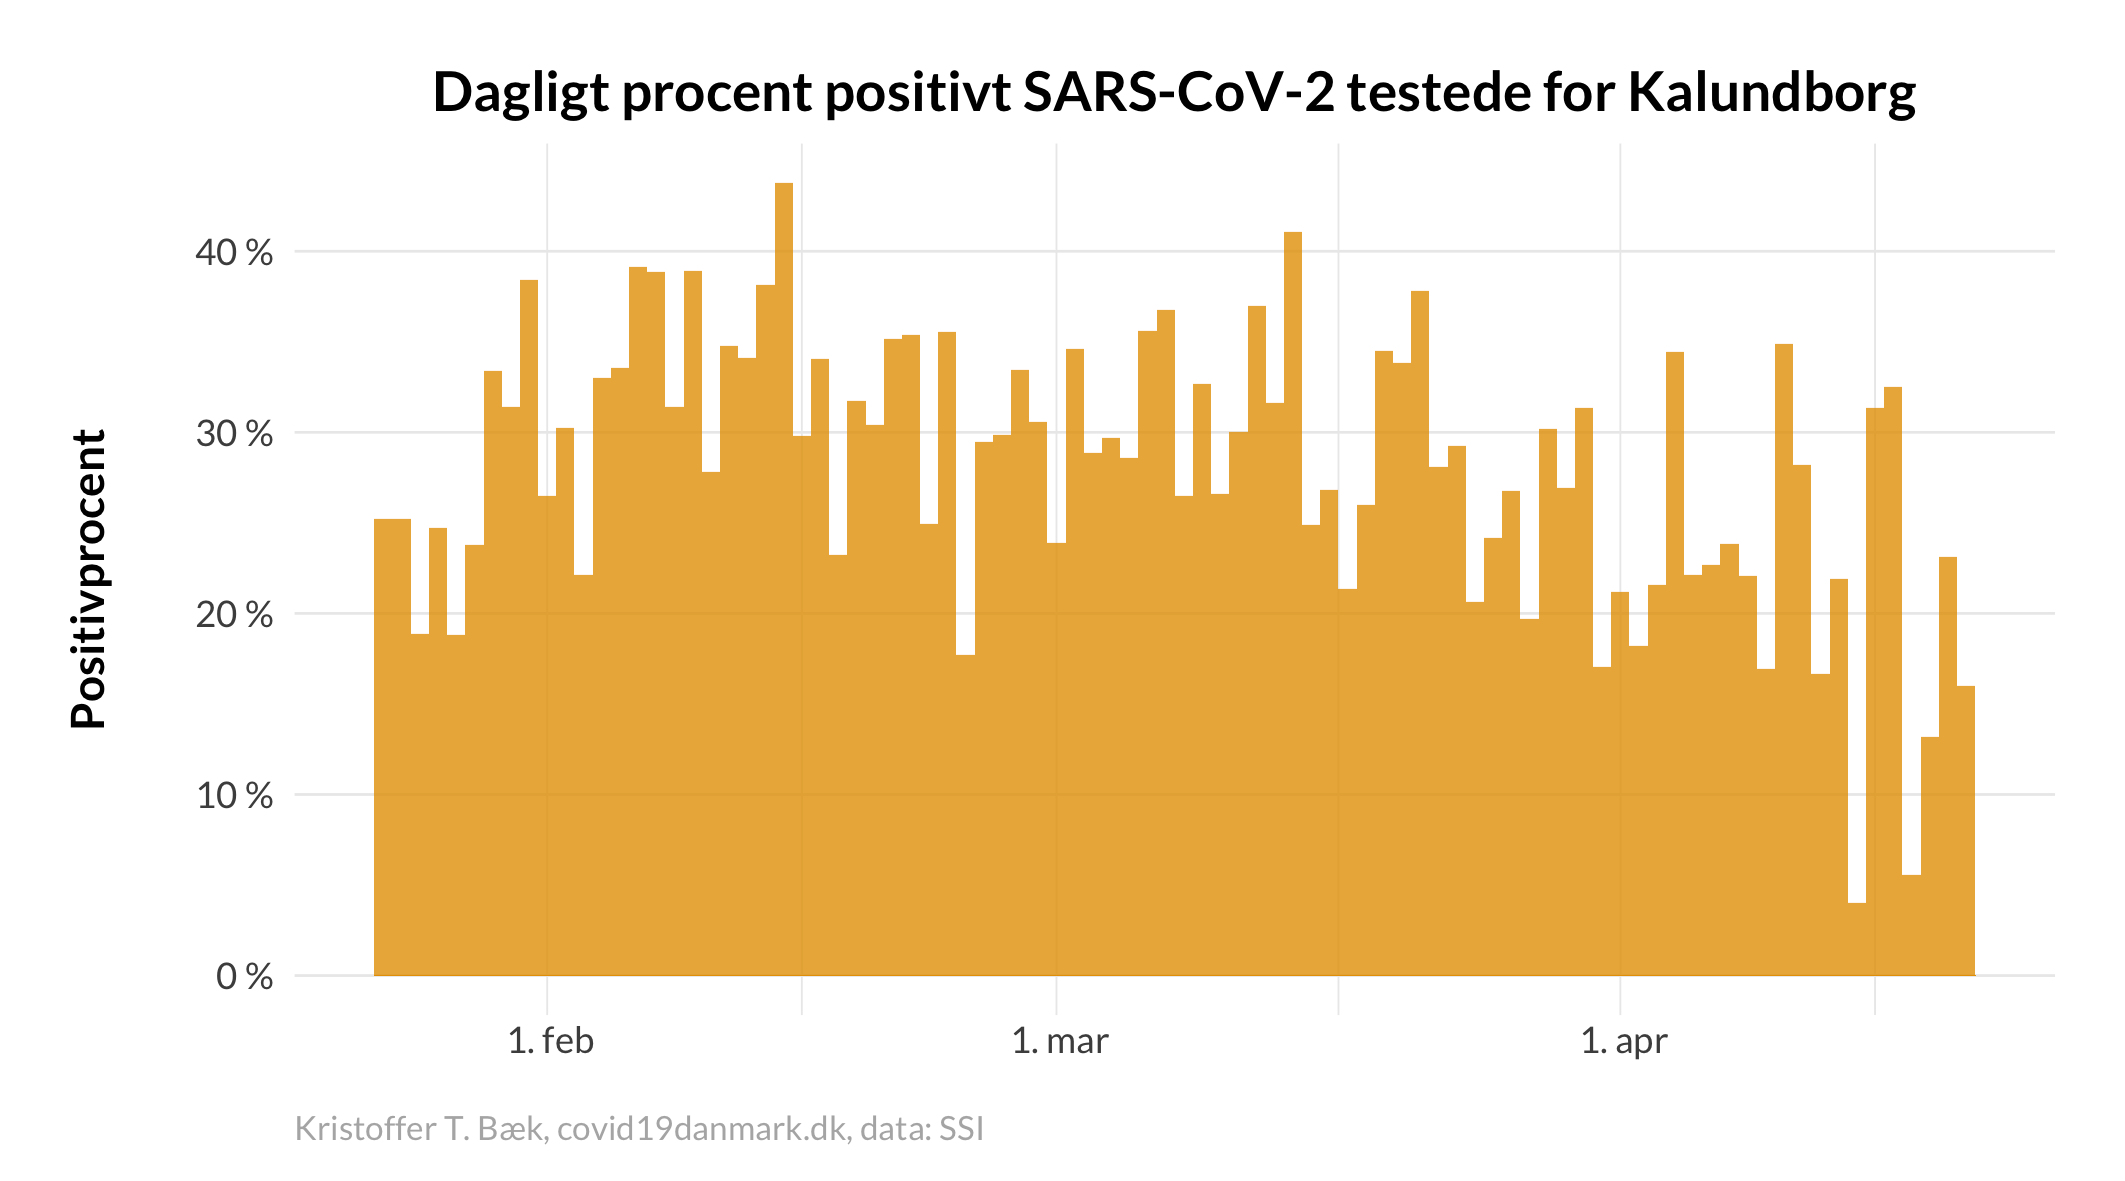 Dagligt procent positivt SARS-CoV-2 testede for Kalundborg
Positivprocent
40 %
30 %
20 %
10 %
0 %
1. feb
1. mar
1. apr
Kristoffer T. Bæk, covid19danmark.dk, data: SSI